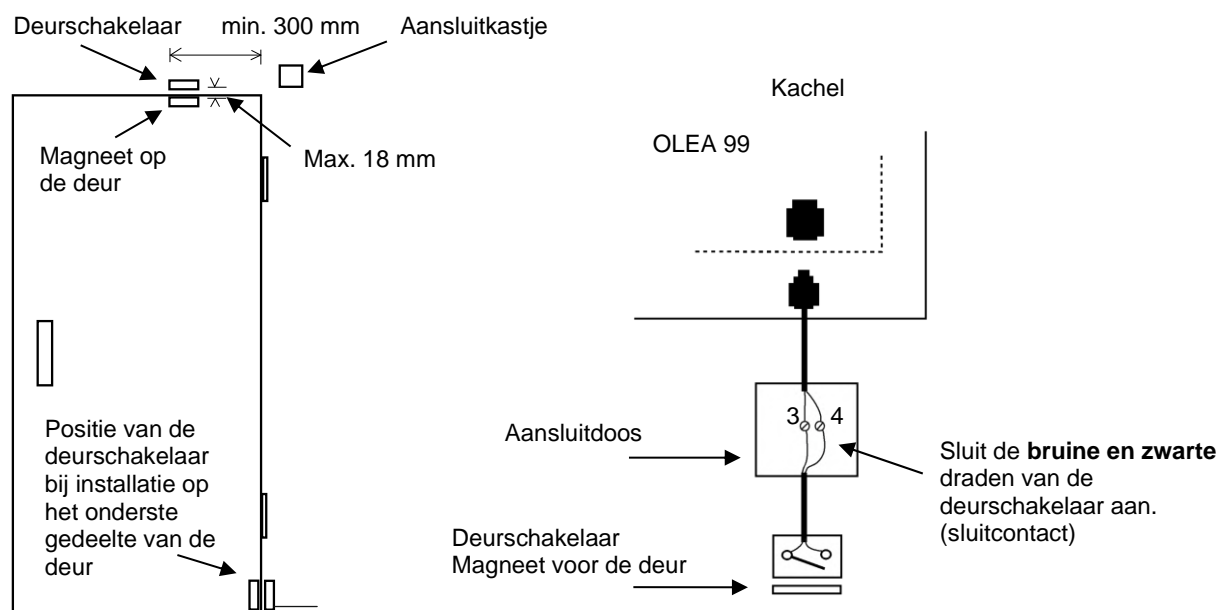 Deurschakelaar
min. 300 mm
Aansluitkastje
Magneet op
de deur
Max. 18 mm
Positie van de
deurschakelaar
bij installatie op
het onderste
gedeelte van de
deur
Kachel
OLEA 99
3 4
Aansluitdoos
Sluit de bruine en zwarte
draden van de
deurschakelaar aan.
(sluitcontact)
Deurschakelaar
Magneet voor de deur